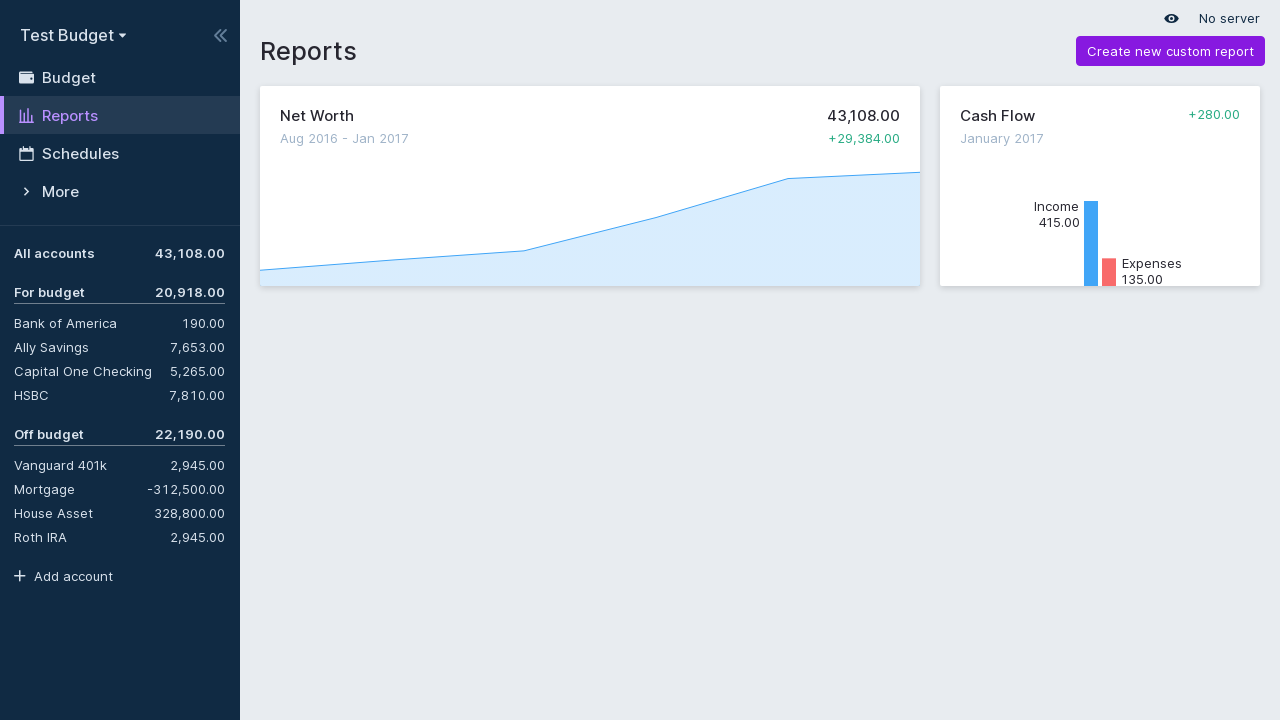 Test Budget
Budget
Reports
Schedules
More
All accounts 43,108.00
For budget 20,918.00
Bank of America 190.00
Ally Savings 7,653.00
Capital One Checking 5,265.00
HSBC 7,810.00
Off budget 22,190.00
Vanguard 401k 2,945.00
Mortgage -312,500.00
House Asset 328,800.00
Roth IRA 2,945.00
Add account
No server
Reports
Create new custom report
Net Worth 43,108.00
Aug 2016 - Jan 2017 +29,384.00
Cash Flow +280.00
January 2017
Income
415.00
Expenses
135.00